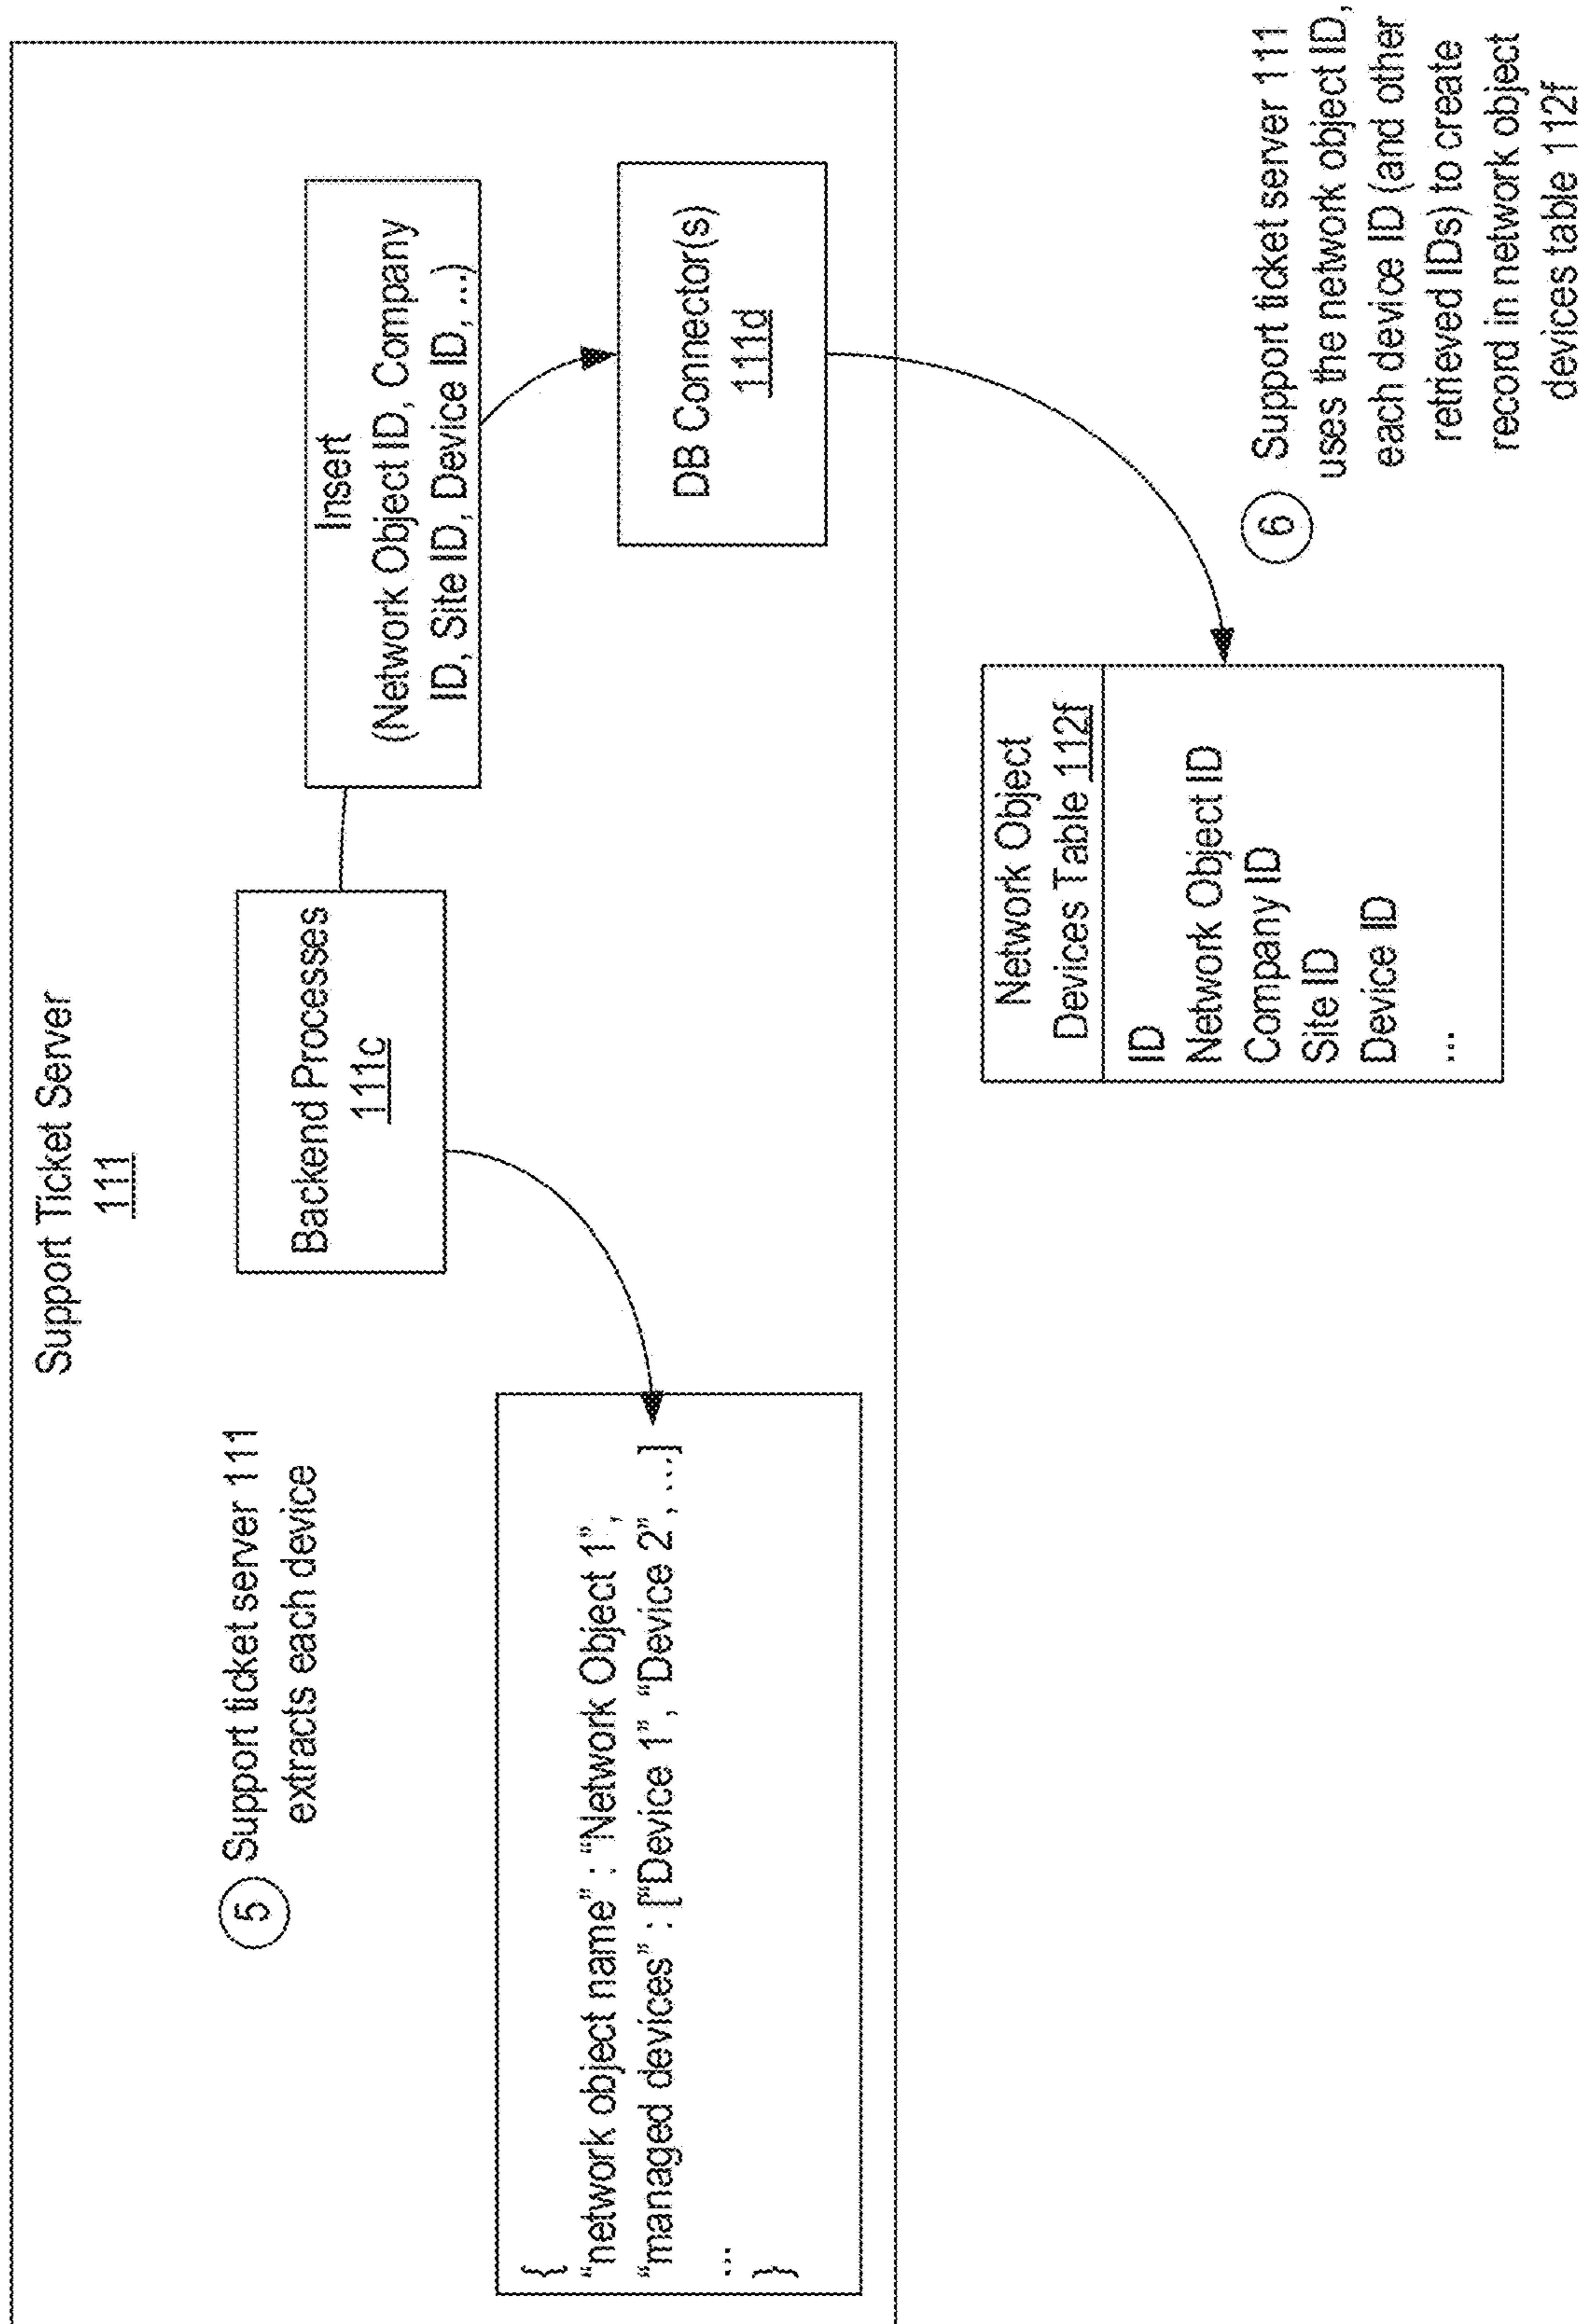 Support Ticket Server
111
5
Support ticket server 111
extracts each device
Backend Processes
111c
Insert
(Network Object ID, Company
ID, Site ID, Device ID, ...)
{
“network object name” : “Network Object 1”,
“managed devices” : [“Device 1”, “Device 2”, ...]
...
}
DB Connector(s)
111d
Network Object
Devices Table 112f
ID
Network Object ID
Company ID
Site ID
Device ID
...
6
Support ticket server 111
uses the network object ID,
each device ID (and other
retrieved IDs) to create
record in network object
devices table 112f